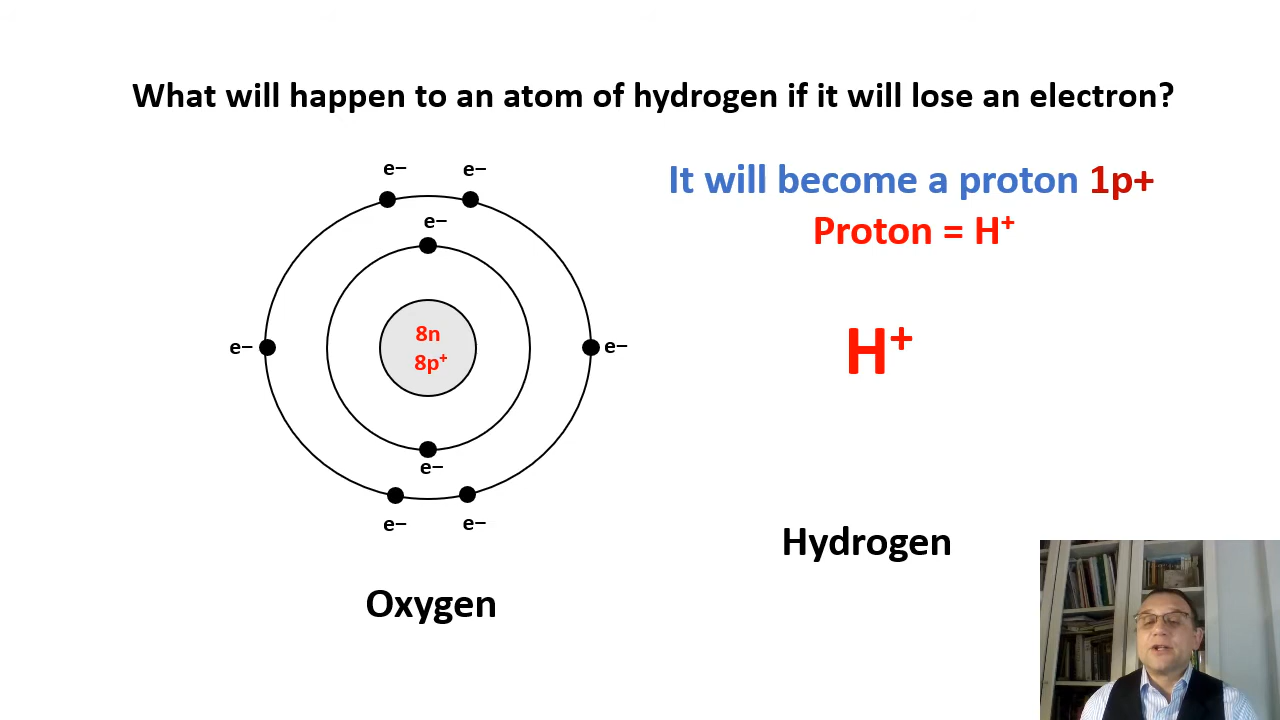 What will happen to an atom of hydrogen if it will lose an electron?
It will become a proton 1p+
Proton = H⁺
e− e−
e−
8n
8p⁺
e− e−
e−
e− e−
H⁺
Hydrogen
Oxygen